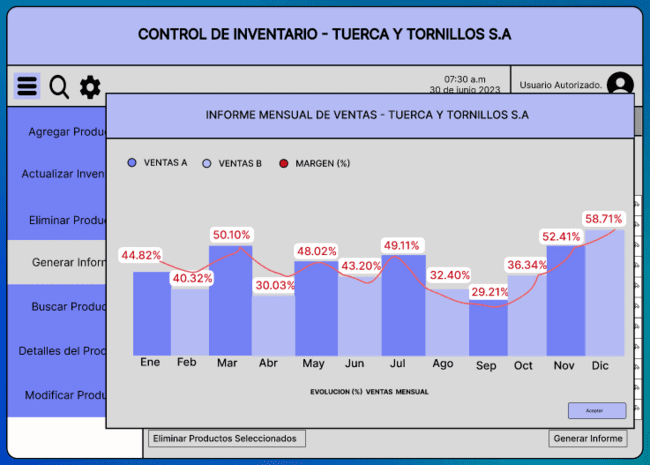 CONTROL DE INVENTARIO - TUERCA Y TORNILLOS S.A
07:30 a.m
30 de junio 2023
Usuario Autorizado.
INFORME MENSUAL DE VENTAS - TUERCA Y TORNILLOS S.A
Agregar Produc
Actualizar Inven
Eliminar Produc
Generar Inform
Buscar Produc
Detalles del Prod
Modificar Produ
VENTAS A VENTAS B MARGEN (%)
44.82% 40.32% 50.10% 30.03% 48.02% 43.20% 49.11% 32.40% 29.21% 36.34% 52.41% 58.71%
Ene Feb Mar Abr May Jun Jul Ago Sep Oct Nov Dic
EVOLUCION (%) VENTAS MENSUAL
Aceptar
Eliminar Productos Seleccionados
Generar Informe